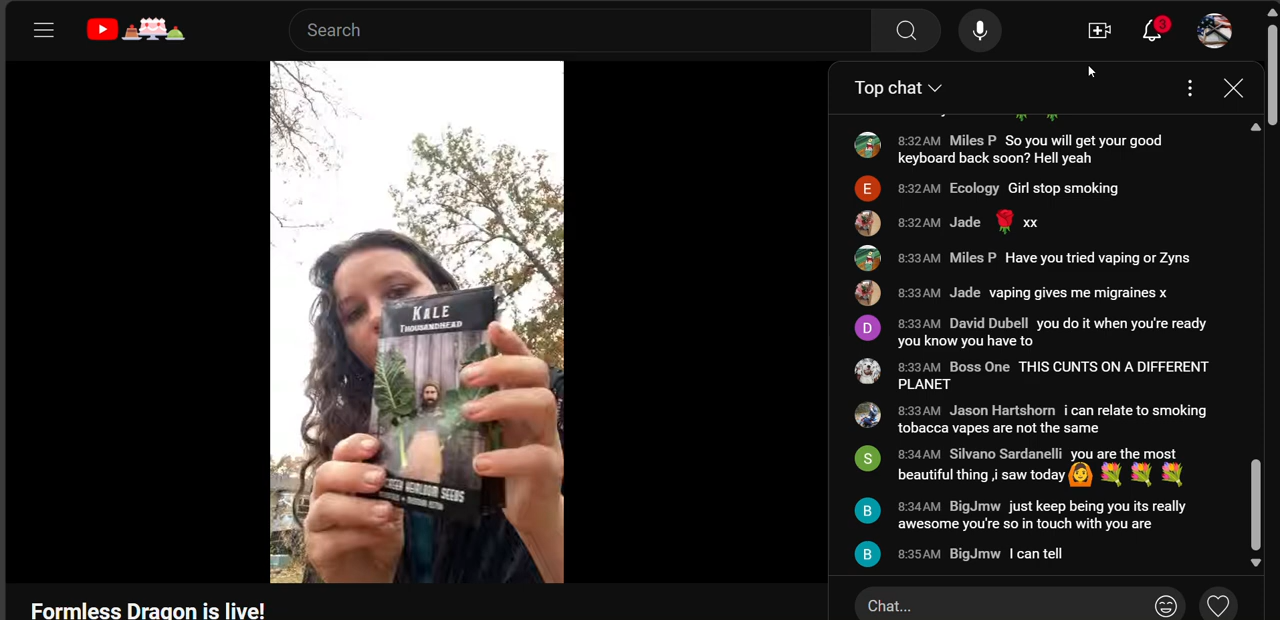 Search
3
Top chat
8:32 AM Miles P So you will get your good
keyboard back soon? Hell yeah
E
8:32 AM Ecology Girl stop smoking
8:32 AM Jade 🌹 xx
8:33 AM Miles P Have you tried vaping or Zyns
8:33 AM Jade vaping gives me migraines x
D
8:33 AM David Dubell you do it when you're ready
you know you have to
8:33 AM Boss One THIS CUNTS ON A DIFFERENT
PLANET
8:33 AM Jason Hartshorn i can relate to smoking
tobacca vapes are not the same
S
8:34 AM Silvano Sardanelli you are the most
beautiful thing ,i saw today 🙆 💐 💐 💐
B
8:34 AM BigJmw just keep being you its really
awesome you're so in touch with you are
B
8:35 AM BigJmw I can tell
Chat...
KALE
THOUSANDHEAD
HEIRLOOM SEEDS
Formless Dragon is live!